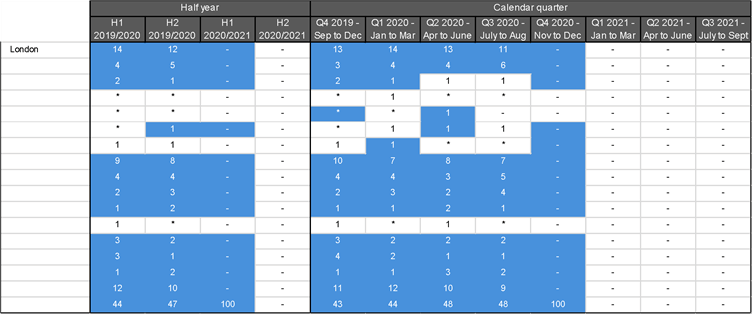 Half year Calendar quarter
H1 2019/2020 H2 2019/2020 H1 2020/2021 H2 2020/2021 Q4 2019 - Sep to Dec Q1 2020 - Jan to Mar Q2 2020 - Apr to June Q3 2020 - July to Aug Q4 2020 - Nov to Dec Q1 2021 - Jan to Mar Q2 2021 - Apr to June Q3 2021 - July to Sept
London 14 12 - - 13 14 13 11 - - - -
4 5 - - 3 4 4 6 - - - -
2 1 - - 2 1 1 1 - - - -
* * - - * 1 * * - - - -
* * - - * * 1 - - - - -
* 1 - - * 1 1 1 - - - -
1 1 - - 1 1 * * - - - -
9 8 - - 10 7 8 7 - - - -
4 4 - - 4 4 3 5 - - - -
2 3 - - 2 3 2 4 - - - -
1 2 - - 1 1 2 1 - - - -
1 * - - 1 * 1 * - - - -
3 2 - - 3 2 2 2 - - - -
3 1 - - 4 2 1 1 - - - -
1 2 - - 1 1 3 2 - - - -
12 10 - - 11 12 10 9 - - - -
44 47 100 - 43 44 48 48 100 - - -